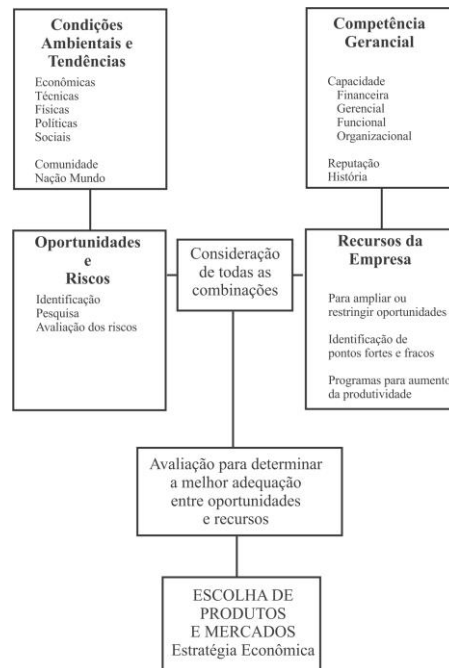 Condições
Ambientais e
Tendências
Econômicas
Técnicas
Físicas
Políticas
Sociais
Comunidade
Nação Mundo
Competência
Gerancial
Capacidade
Financeira
Gerencial
Funcional
Organizacional
Reputação
História
Oportunidades
e
Riscos
Identificação
Pesquisa
Avaliação dos riscos
Consideração
de todas as
combinações
Recursos da
Empresa
Para ampliar ou
restringir oportunidades
Identificação de
pontos fortes e fracos
Programas para aumento
da produtividade
Avaliação para determinar
a melhor adequação
entre oportunidades
e recursos
ESCOLHA DE
PRODUTOS
E MERCADOS
Estratégia Econômica